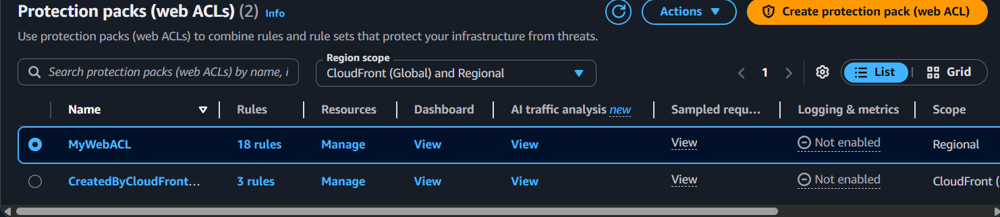 Protection packs (web ACLs) (2) Info
Actions
Create protection pack (web ACL)
Use protection packs (web ACLs) to combine rules and rule sets that protect your infrastructure from threats.
Region scope
Search protection packs (web ACLs) by name, i
CloudFront (Global) and Regional
1
List
Grid
Name Rules Resources Dashboard AI traffic analysis new Sampled requ... Logging & metrics Scope
MyWebACL 18 rules Manage View View View Not enabled Regional
CreatedByCloudFront... 3 rules Manage View View View Not enabled CloudFront (